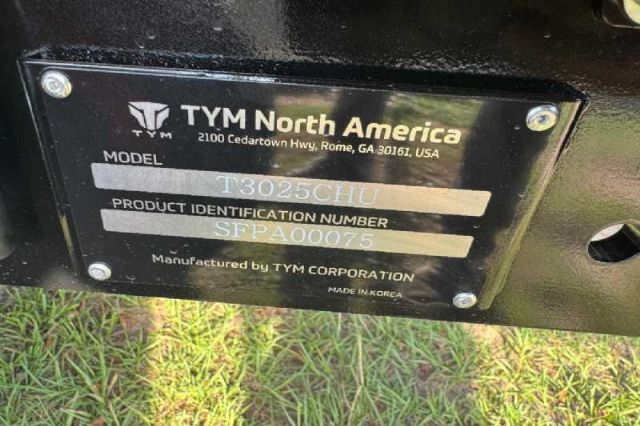 TYM
TYM North America
2100 Cedartown Hwy, Rome, GA 30161, USA
MODEL
T3025CHU
PRODUCT IDENTIFICATION NUMBER
SFPA00075
Manufactured by TYM CORPORATION
MADE IN KOREA